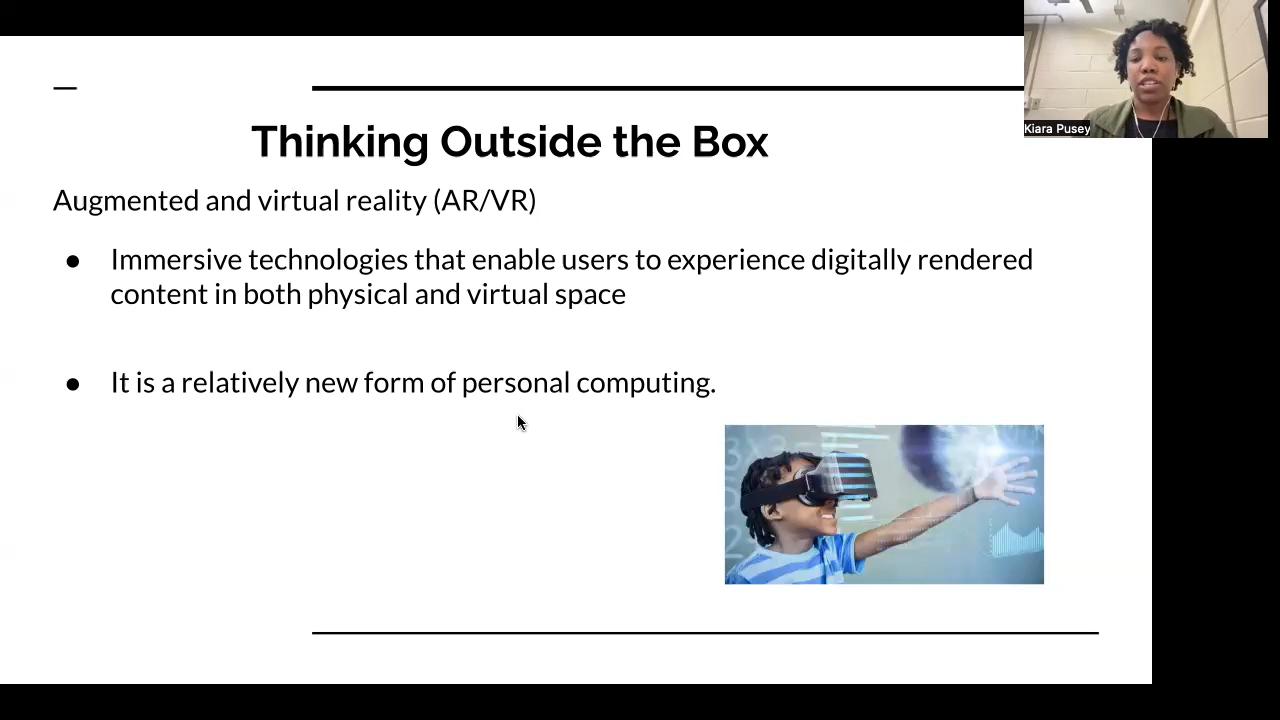 Kiara Pusey
Thinking Outside the Box
Augmented and virtual reality (AR/VR)
● Immersive technologies that enable users to experience digitally rendered
content in both physical and virtual space
● It is a relatively new form of personal computing.